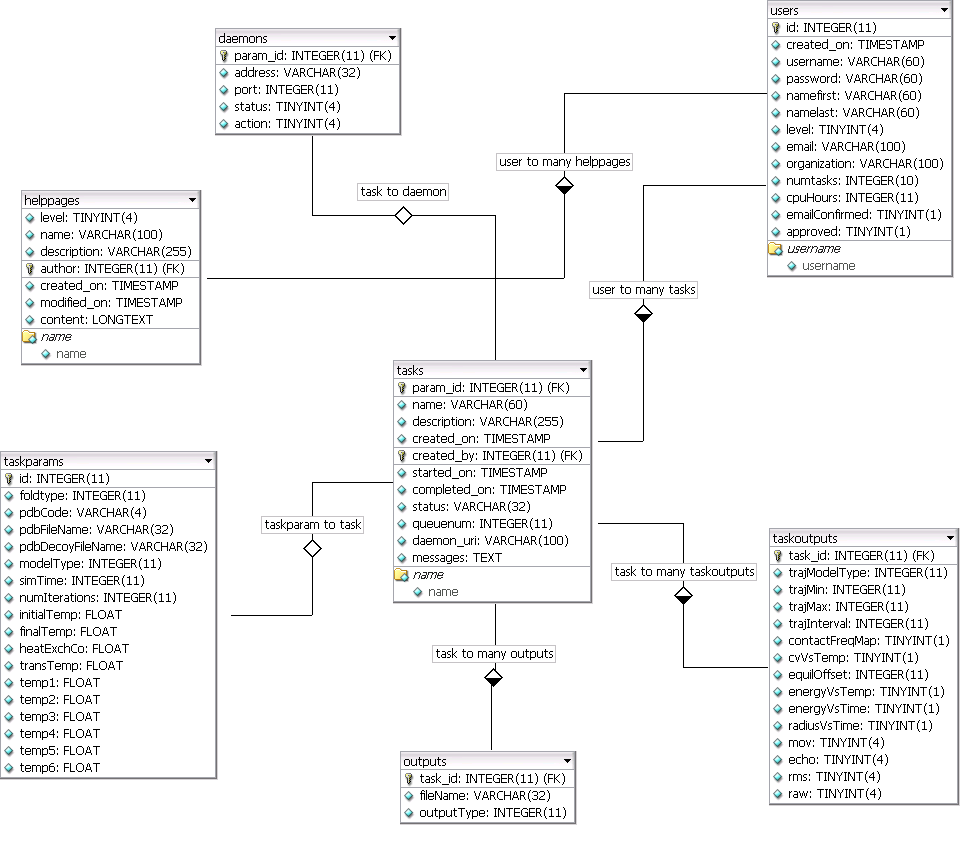 daemons
param_id: INTEGER(11) (FK)
address: VARCHAR(32)
port: INTEGER(11)
status: TINYINT(4)
action: TINYINT(4)
users
id: INTEGER(11)
created_on: TIMESTAMP
username: VARCHAR(60)
password: VARCHAR(60)
namefirst: VARCHAR(60)
namelast: VARCHAR(60)
level: TINYINT(4)
email: VARCHAR(100)
organization: VARCHAR(100)
numtasks: INTEGER(10)
cpuHours: INTEGER(11)
emailConfirmed: TINYINT(1)
approved: TINYINT(1)
username
username
user to many helppages
task to daemon
helppages
level: TINYINT(4)
name: VARCHAR(100)
description: VARCHAR(255)
author: INTEGER(11) (FK)
created_on: TIMESTAMP
modified_on: TIMESTAMP
content: LONGTEXT
name
name
user to many tasks
tasks
param_id: INTEGER(11) (FK)
name: VARCHAR(60)
description: VARCHAR(255)
created_on: TIMESTAMP
created_by: INTEGER(11) (FK)
started_on: TIMESTAMP
completed_on: TIMESTAMP
status: VARCHAR(32)
queuenum: INTEGER(11)
daemon_uri: VARCHAR(100)
messages: TEXT
name
name
taskparams
id: INTEGER(11)
foldtype: INTEGER(11)
pdbCode: VARCHAR(4)
pdbFileName: VARCHAR(32)
pdbDecoyFileName: VARCHAR(32)
modelType: INTEGER(11)
simTime: INTEGER(11)
numIterations: INTEGER(11)
initialTemp: FLOAT
finalTemp: FLOAT
heatExchCo: FLOAT
transTemp: FLOAT
temp1: FLOAT
temp2: FLOAT
temp3: FLOAT
temp4: FLOAT
temp5: FLOAT
temp6: FLOAT
taskparam to task
task to many taskoutputs
taskoutputs
task_id: INTEGER(11) (FK)
trajModelType: INTEGER(11)
trajMin: INTEGER(11)
trajMax: INTEGER(11)
trajInterval: INTEGER(11)
contactFreqMap: TINYINT(1)
cvVsTemp: TINYINT(1)
equilOffset: INTEGER(11)
energyVsTemp: TINYINT(1)
energyVsTime: TINYINT(1)
radiusVsTime: TINYINT(1)
mov: TINYINT(4)
echo: TINYINT(4)
rms: TINYINT(4)
raw: TINYINT(4)
task to many outputs
outputs
task_id: INTEGER(11) (FK)
fileName: VARCHAR(32)
outputType: INTEGER(11)